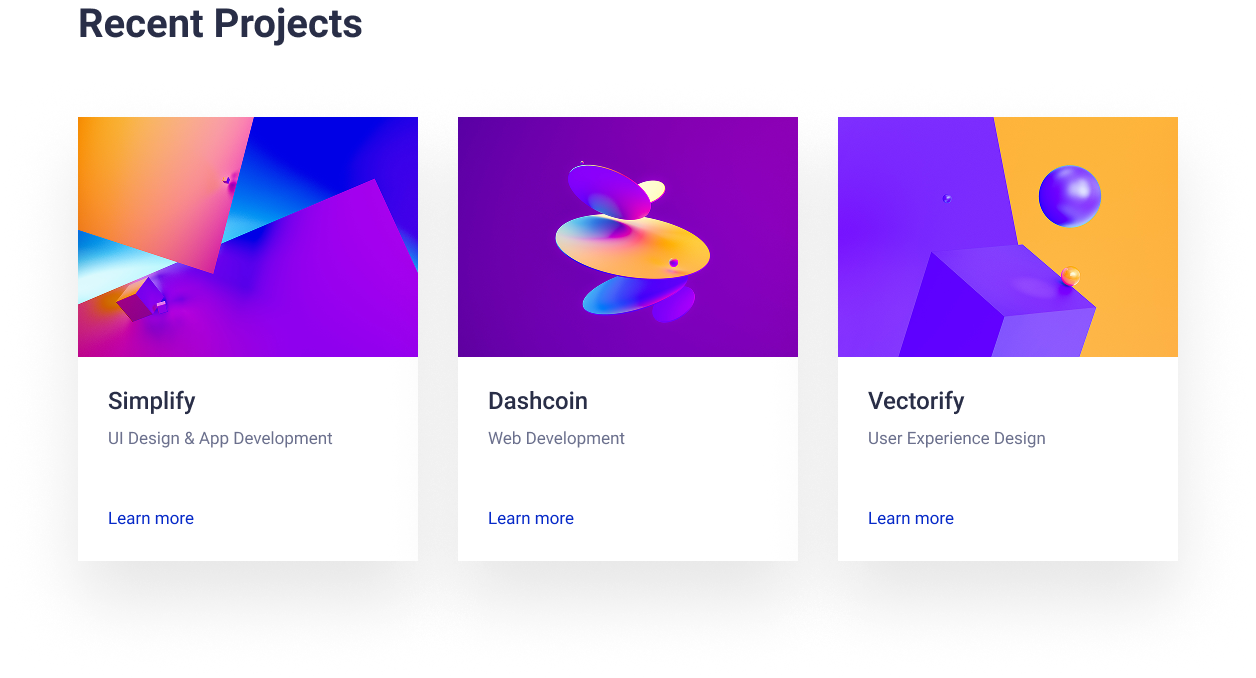 Recent Projects
Simplify
UI Design & App Development
Learn more
Dashcoin
Web Development
Learn more
Vectorify
User Experience Design
Learn more